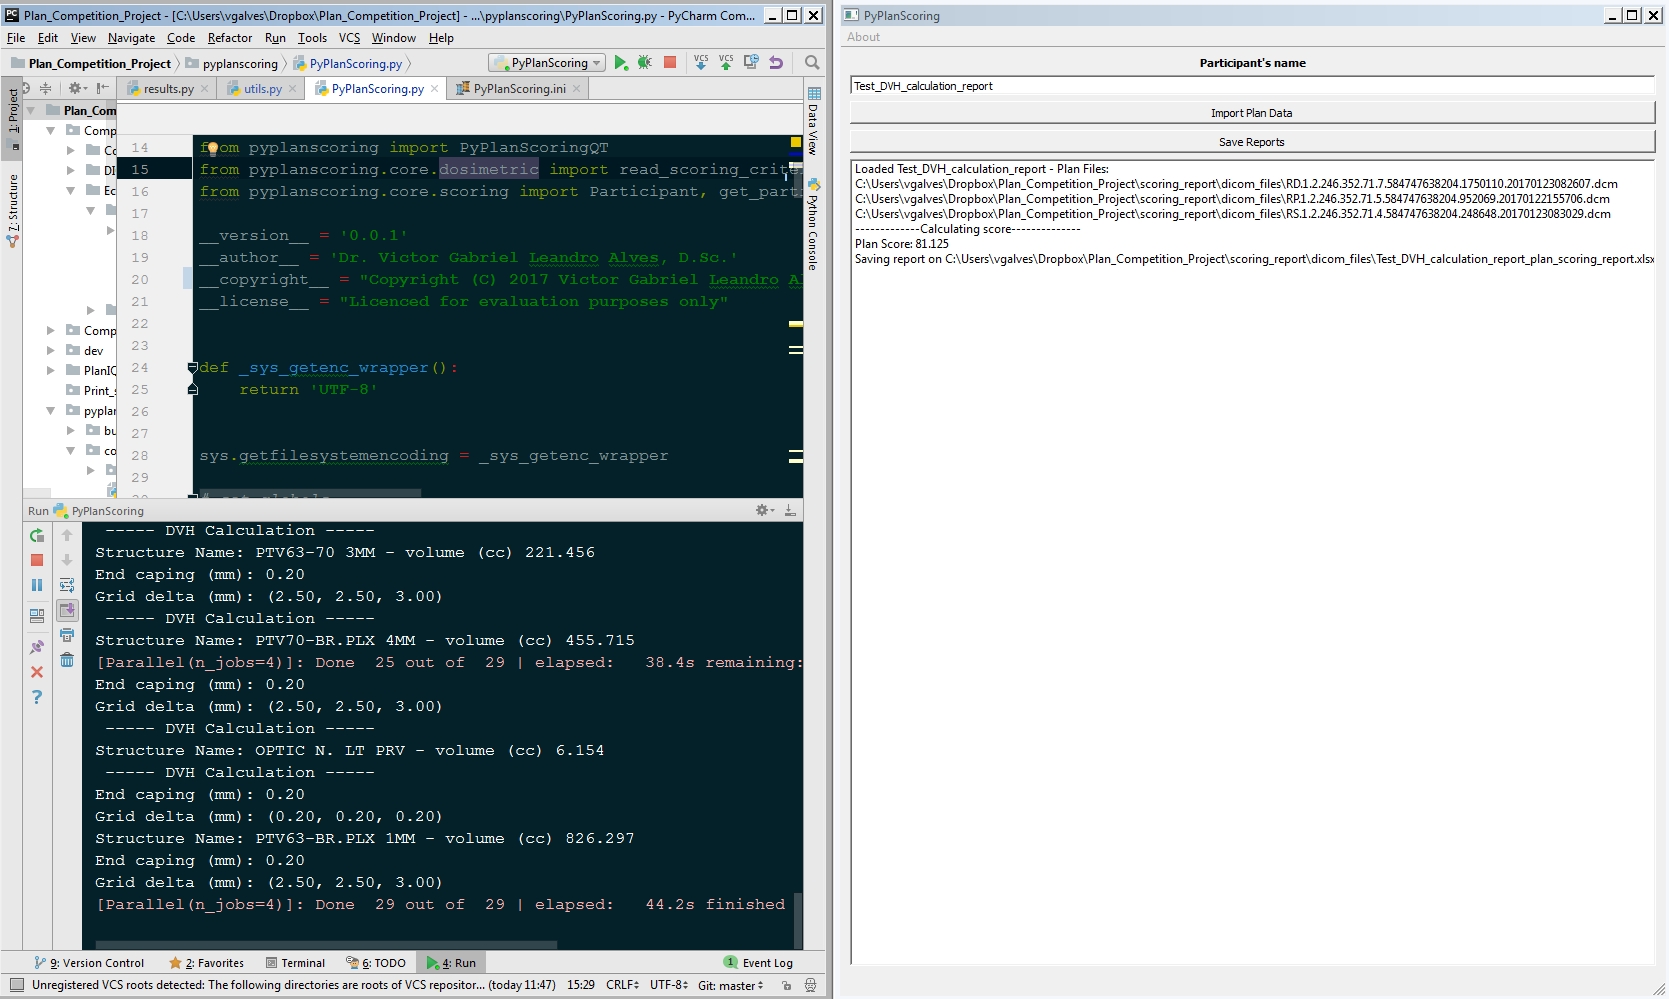 Plan_Competition_Project - [C:\Users\vgalves\Dropbox\Plan_Competition_Project] - ...\pyplanscoring\PyPlanScoring.py - PyCharm Com...
File Edit View Navigate Code Refactor Run Tools VCS Window Help
Plan_Competition_Project pyplanscoring PyPlanScoring.py PyPlanScoring VCS VCS
1: Project
7: Structure
results.py utils.py PyPlanScoring.py PyPlanScoring.ini
Plan_Com
Comp
Co
DI
Ec
Comp
dev
PlanIQ
Print_s
pyplan
bu
co
14 from pyplanscoring import PyPlanScoringQT
15 from pyplanscoring.core.dosimetric import read_scoring_crite
16 from pyplanscoring.core.scoring import Participant, get_part
17
18 __version__ = '0.0.1'
19 __author__ = 'Dr. Victor Gabriel Leandro Alves, D.Sc.'
20 __copyright__ = "Copyright (C) 2017 Victor Gabriel Leandro Al
21 __license__ = "Licenced for evaluation purposes only"
22
23
24 def _sys_getenc_wrapper():
25 return 'UTF-8'
26
27
28 sys.getfilesystemencoding = _sys_getenc_wrapper
29
Data View
Python Console
Run PyPlanScoring
----- DVH Calculation -----
Structure Name: PTV63-70 3MM - volume (cc) 221.456
End caping (mm): 0.20
Grid delta (mm): (2.50, 2.50, 3.00)
----- DVH Calculation -----
Structure Name: PTV70-BR.PLX 4MM - volume (cc) 455.715
[Parallel(n_jobs=4)]: Done 25 out of 29 | elapsed: 38.4s remaining:
End caping (mm): 0.20
Grid delta (mm): (2.50, 2.50, 3.00)
----- DVH Calculation -----
Structure Name: OPTIC N. LT PRV - volume (cc) 6.154
----- DVH Calculation -----
End caping (mm): 0.20
Grid delta (mm): (0.20, 0.20, 0.20)
Structure Name: PTV63-BR.PLX 1MM - volume (cc) 826.297
End caping (mm): 0.20
Grid delta (mm): (2.50, 2.50, 3.00)
[Parallel(n_jobs=4)]: Done 29 out of 29 | elapsed: 44.2s finished
9: Version Control 2: Favorites Terminal 6: TODO 4: Run 1 Event Log
Unregistered VCS roots detected: The following directories are roots of VCS repositor... (today 11:47) 15:29 CRLF UTF-8 Git: master
PyPlanScoring
About
Participant's name
Test_DVH_calculation_report
Import Plan Data
Save Reports
Loaded Test_DVH_calculation_report - Plan Files:
C:\Users\vgalves\Dropbox\Plan_Competition_Project\scoring_report\dicom_files\RD.1.2.246.352.71.7.584747638204.1750110.20170123082607.dcm
C:\Users\vgalves\Dropbox\Plan_Competition_Project\scoring_report\dicom_files\RP.1.2.246.352.71.5.584747638204.952069.20170122155706.dcm
C:\Users\vgalves\Dropbox\Plan_Competition_Project\scoring_report\dicom_files\RS.1.2.246.352.71.4.584747638204.248648.20170123083029.dcm
-------------Calculating score--------------
Plan Score: 81.125
Saving report on C:\Users\vgalves\Dropbox\Plan_Competition_Project\scoring_report\dicom_files\Test_DVH_calculation_report_plan_scoring_report.xlsx